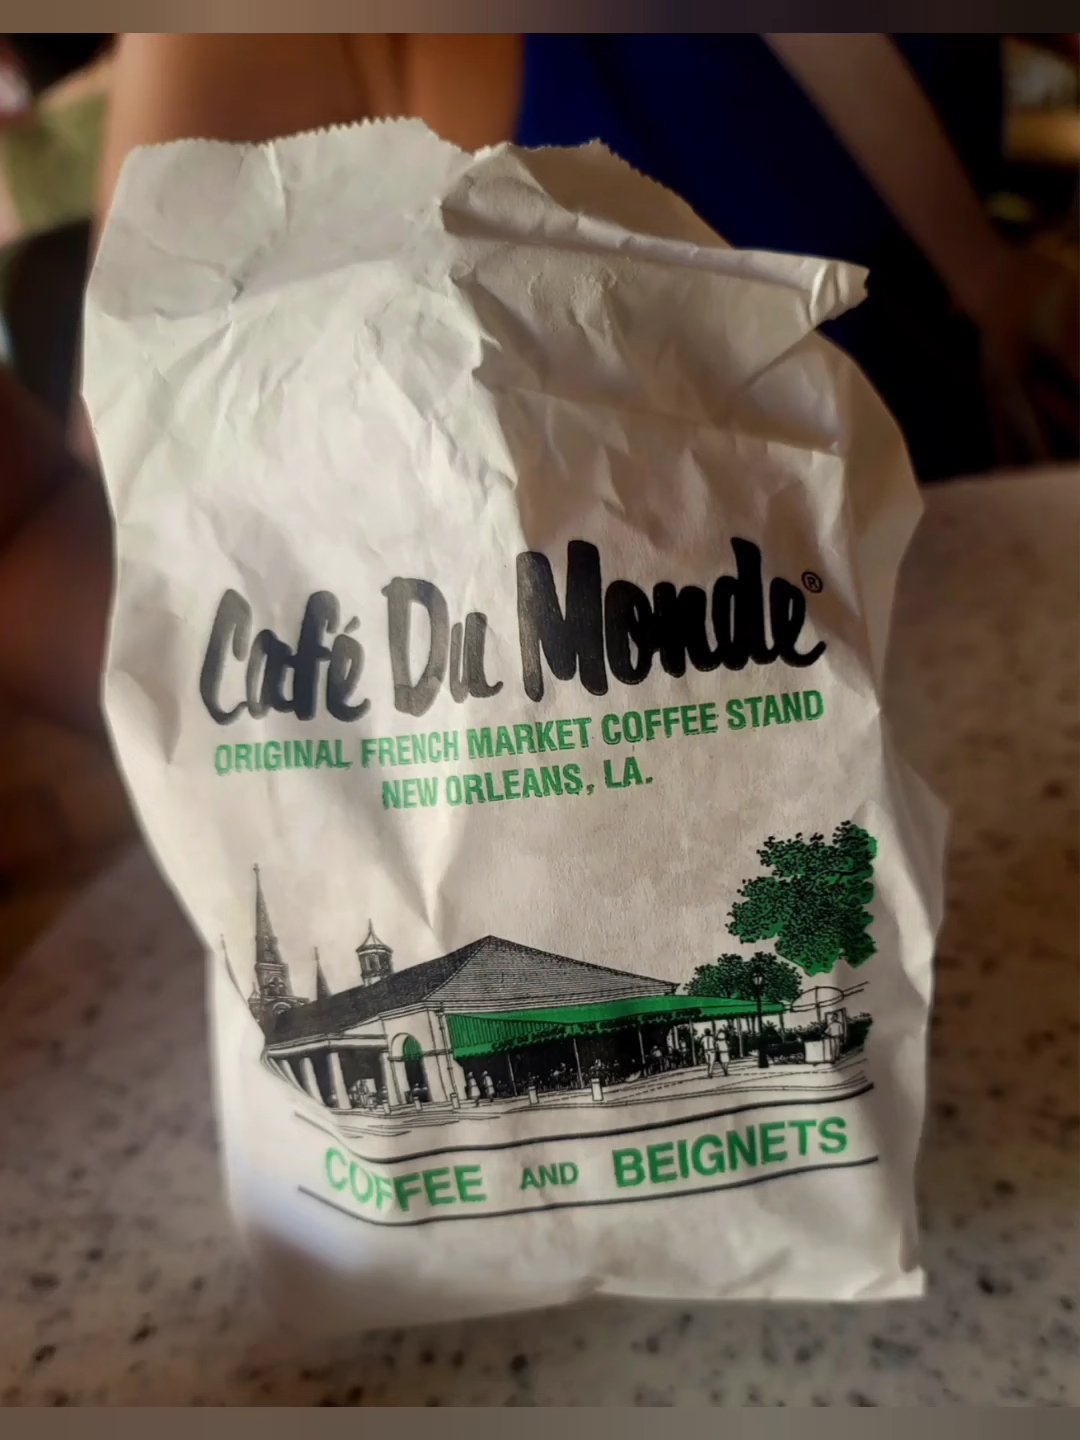 Café Du Monde®
ORIGINAL FRENCH MARKET COFFEE STAND
NEW ORLEANS, LA.
COFFEE AND BEIGNETS